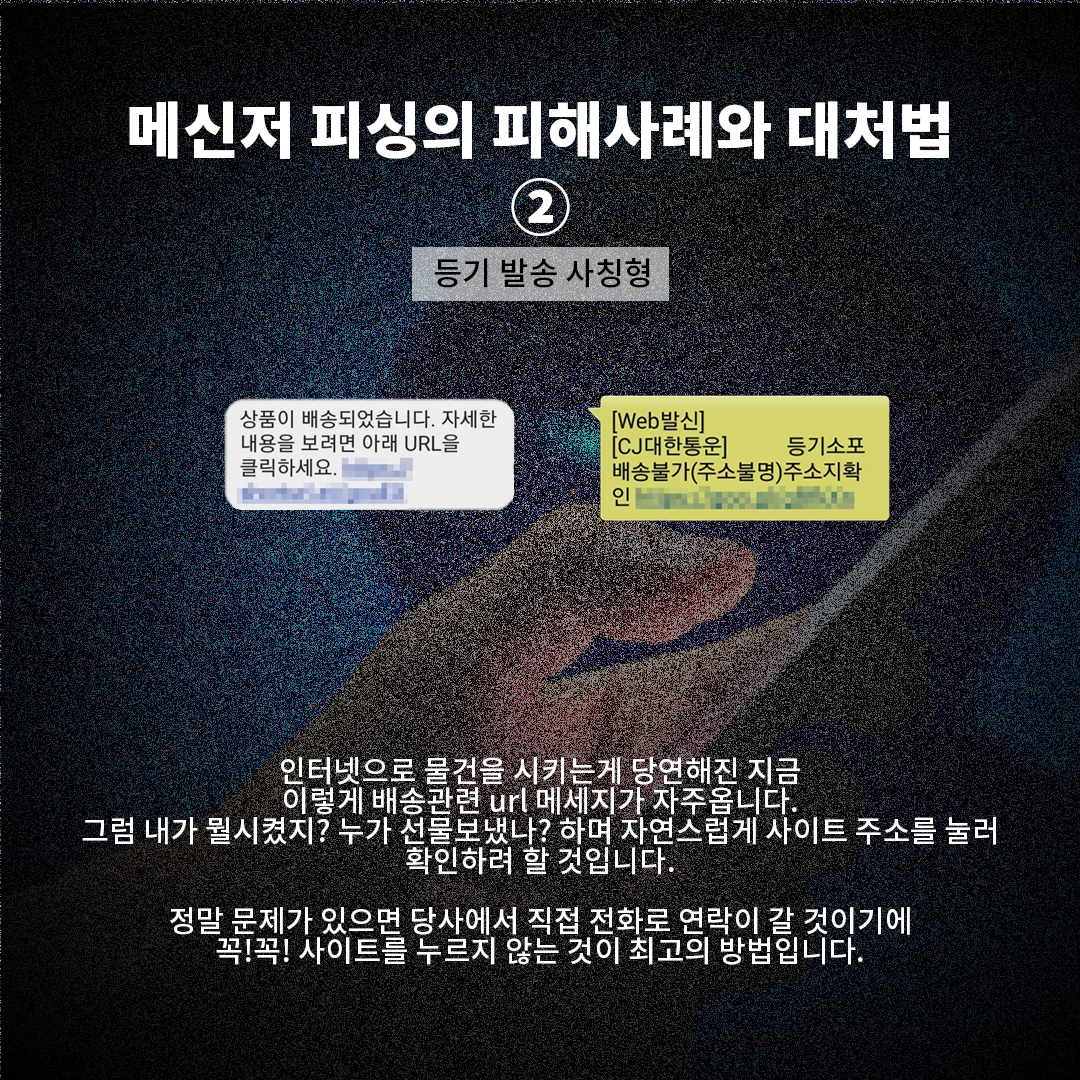 메신저 피싱의 피해사례와 대처법
②
등기 발송 사칭형
상품이 배송되었습니다. 자세한
내용을 보려면 아래 URL을
클릭하세요.
[Web발신]
[CJ대한통운] 등기소포
배송불가(주소불명)주소지확
인
인터넷으로 물건을 시키는게 당연해진 지금
이렇게 배송관련 url 메세지가 자주옵니다.
그럼 내가 뭘시켰지? 누가 선물보냈나? 하며 자연스럽게 사이트 주소를 눌러
확인하려 할 것입니다.
정말 문제가 있으면 당사에서 직접 전화로 연락이 갈 것이기에
꼭!꼭! 사이트를 누르지 않는 것이 최고의 방법입니다.